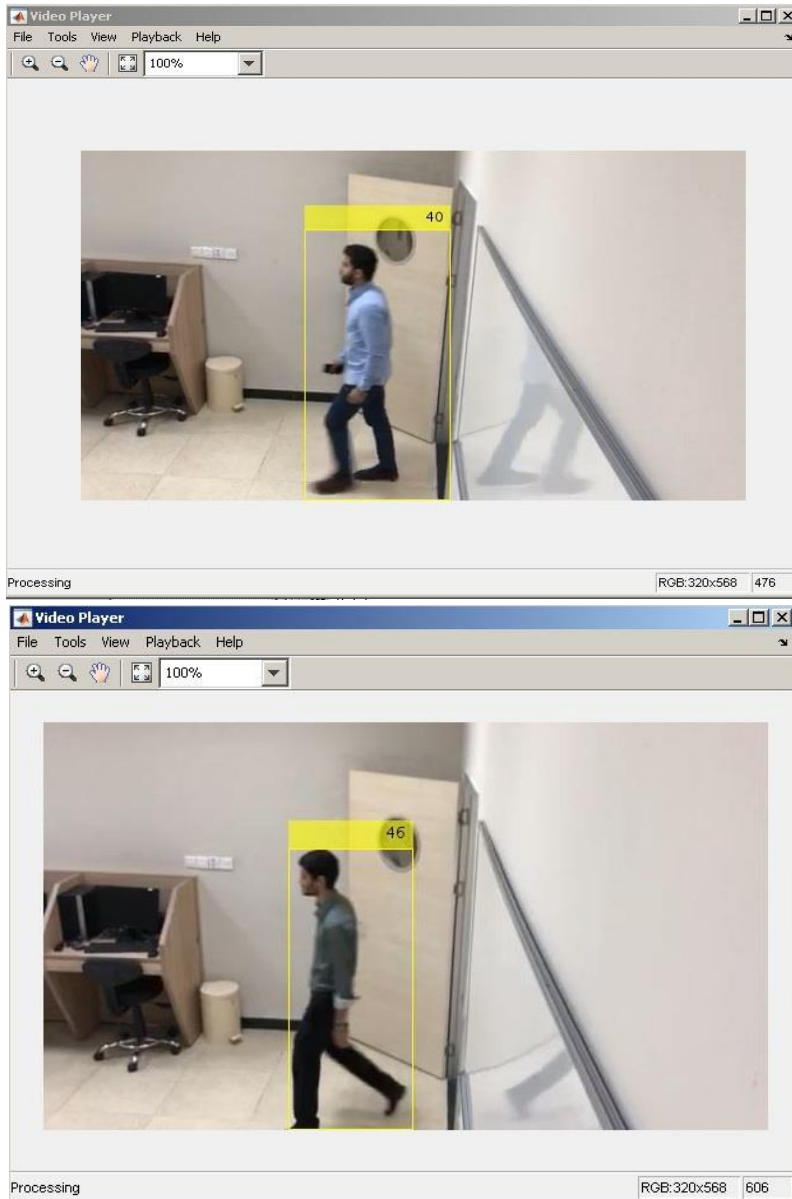 Video Player
File Tools View Playback Help
100%
40
Processing RGB:320x568 476
Video Player
File Tools View Playback Help
100%
46
Processing RGB:320x568 606